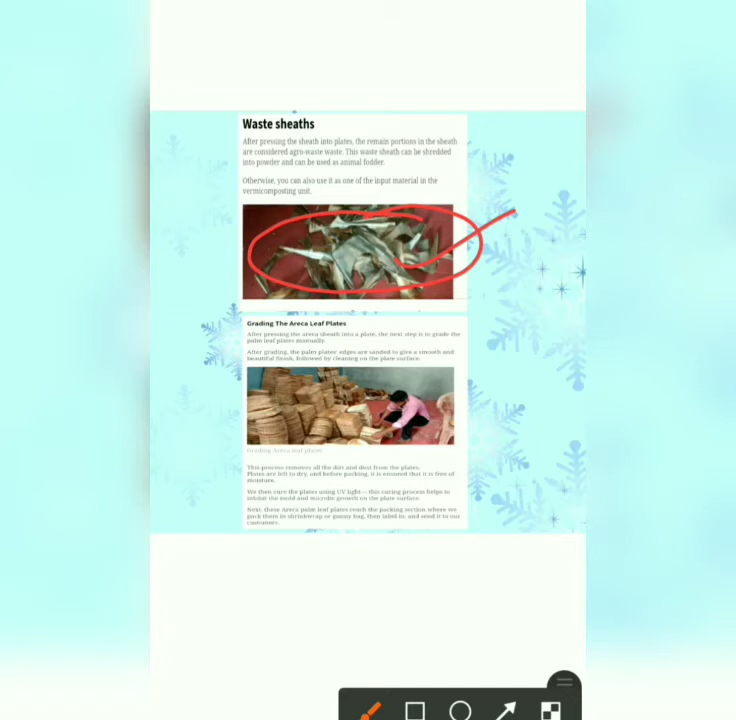 Waste sheaths
After pressing the sheath into plates, the remain portions in the sheath
are considered agro-waste waste. This waste sheath can be shredded
into powder and can be used as animal fodder.
Otherwise, you can also use it as one of the input material in the
vermicomposting unit.
Grading The Areca Leaf Plates
After pressing the areca sheath into a plate, the next step is to grade the
palm leaf plates manually.
After grading, the palm plates' edges are sanded to give a smooth and
beautiful finish, followed by cleaning on the plate surface.
Grading Areca leaf plates
This process removes all the dirt and dust from the plates.
Plates are left to dry, and before packing, it is ensured that it is free of
moisture.
We then cure the plates using UV light— this curing process helps to
inhibit the mold and microbe growth on the plate surface.
Next, these Areca palm leaf plates reach the packing section where we
pack them in shrinkwrap or gunny bag, then label in, and send it to our
customers.